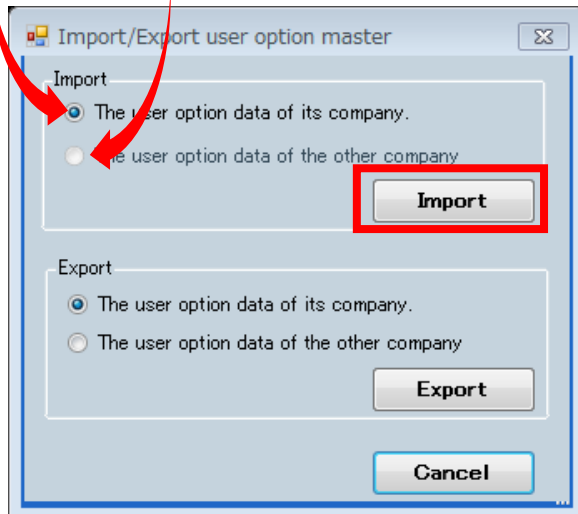 Import/Export user option master
Import
The user option data of its company.
The user option data of the other company
Import
Export
The user option data of its company.
The user option data of the other company
Export
Cancel